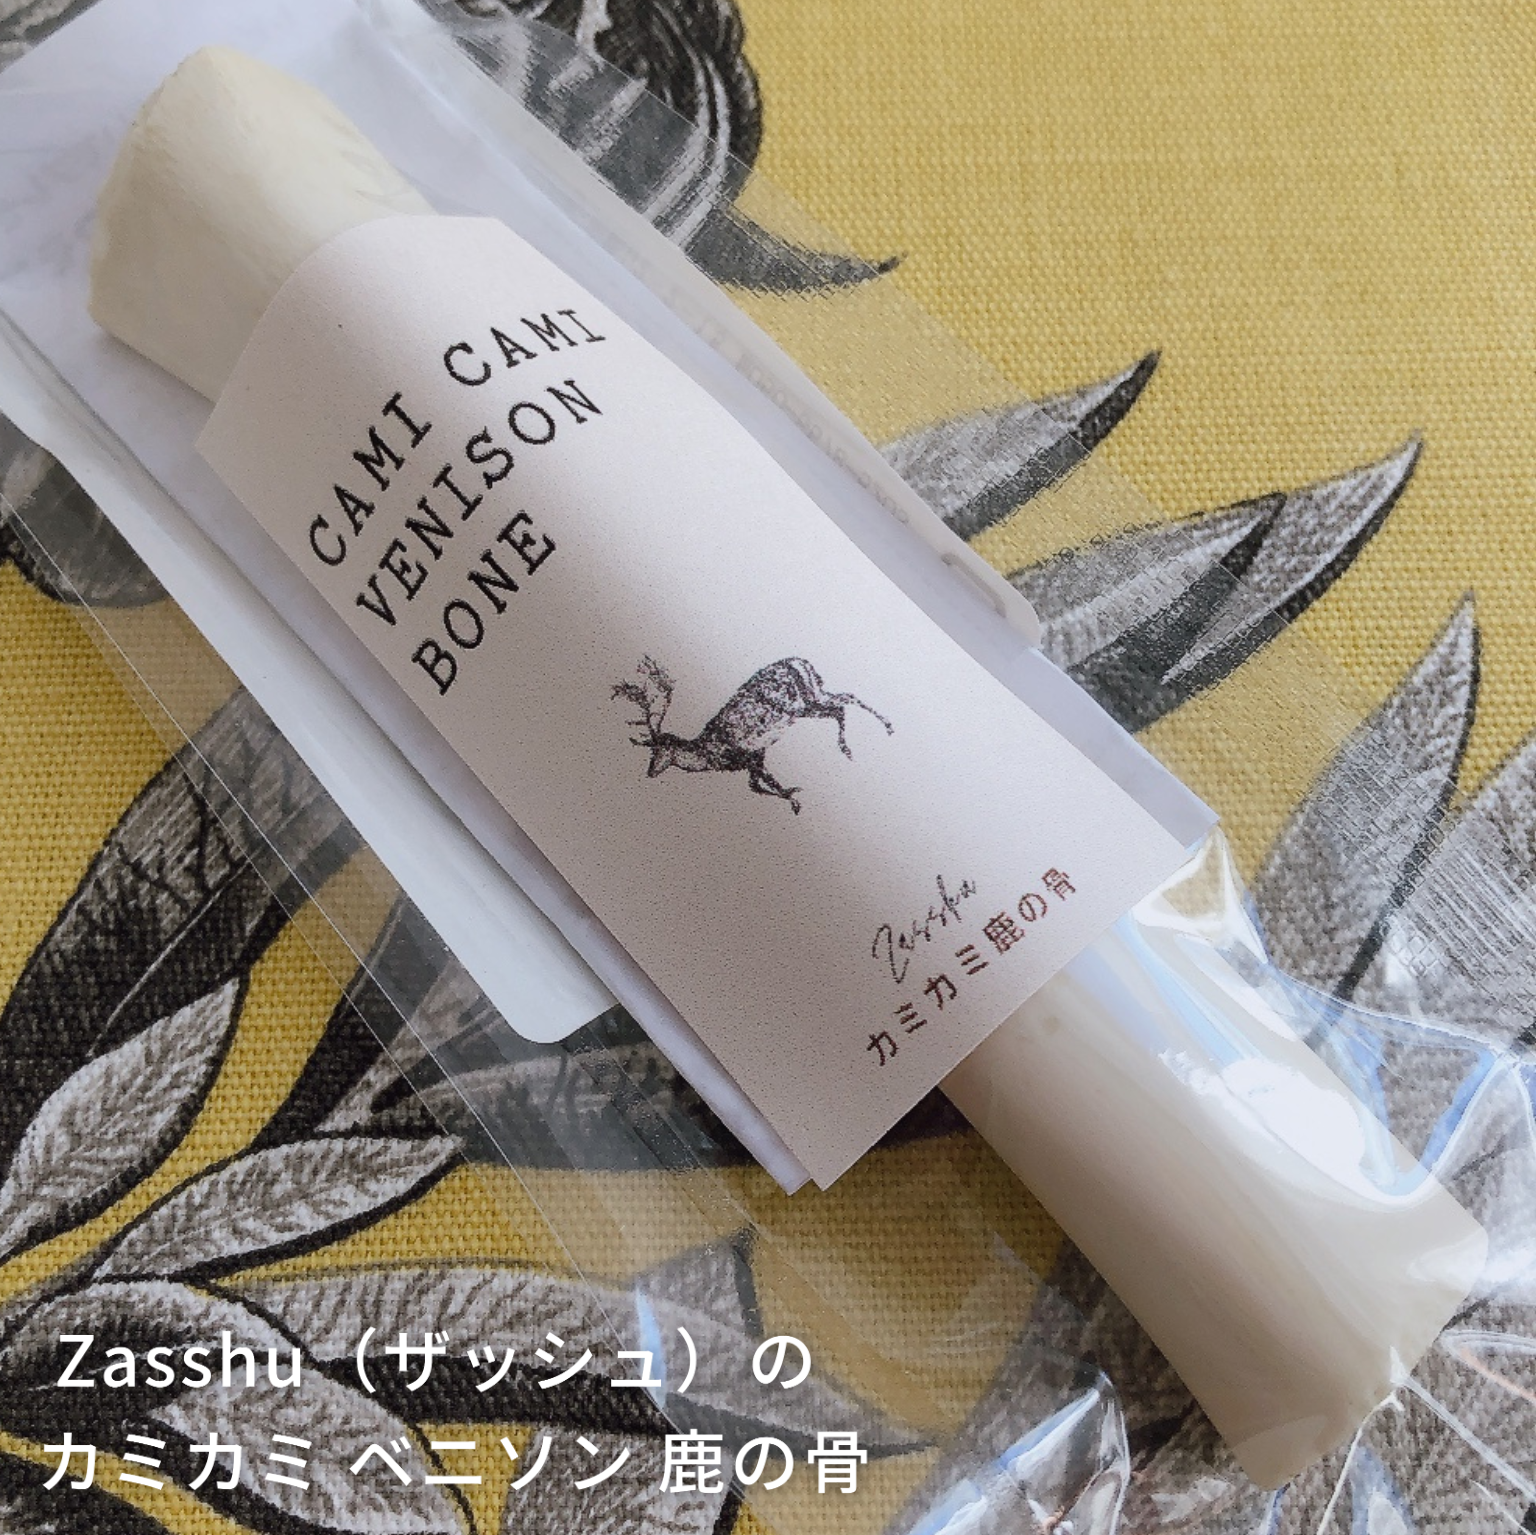 CAMI CAMI
VENISON
BONE
Zasshu
カミカミ鹿の骨
Zasshu（ザッシュ）の
カミカミ ベニソン 鹿の骨